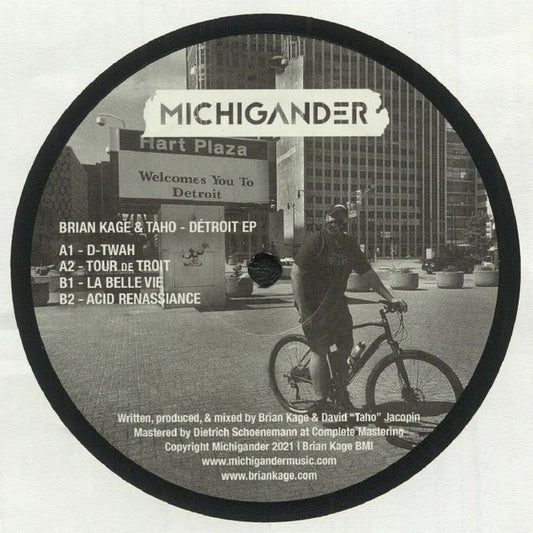 MICHIGANDER
Hart Plaza
Welcomes You To
Detroit
BRIAN KAGE & TAHO - DÉTROIT EP
A1 - D-TWAH
A2 - TOUR DE TROIT
B1 - LA BELLE VIE
B2 - ACID RENASSIANCE
Written, produced, & mixed by Brian Kage & David "Taho" Jacopin
Mastered by Dietrich Schoenemann at Complete Mastering
Copyright Michigander 2021 | Brian Kage BMI
www.michigandermusic.com
www.briankage.com